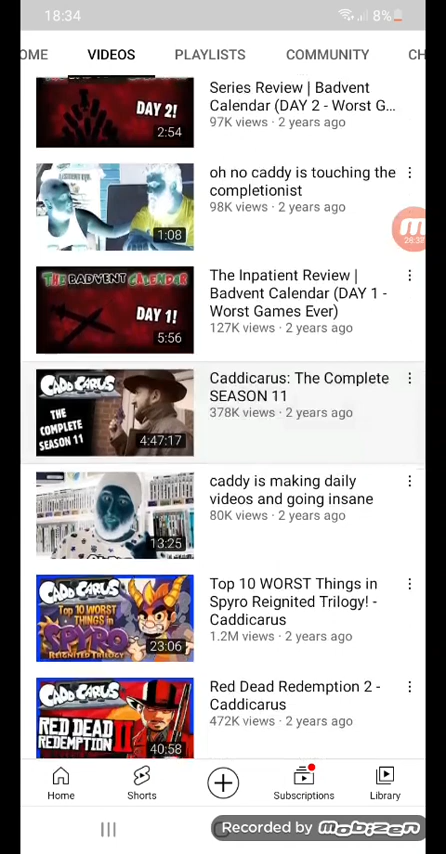 18:34
8%
OME
VIDEOS
PLAYLISTS
COMMUNITY
CH
DAY 2!
2:54
Series Review | Badvent
Calendar (DAY 2 - Worst G...
97K views · 2 years ago
1:08
oh no caddy is touching the
completionist
98K views · 2 years ago
28:37
THE BADVENT CALENDAR
DAY 1!
5:56
The Inpatient Review |
Badvent Calendar (DAY 1 -
Worst Games Ever)
127K views · 2 years ago
CADDICARUS
THE
COMPLETE
SEASON 11
4:47:17
Caddicarus: The Complete
SEASON 11
378K views · 2 years ago
13:25
caddy is making daily
videos and going insane
80K views · 2 years ago
CADDICARUS
Top 10 WORST
THINGS in
SPYRO
REIGNITED TRILOGY!
23:06
Top 10 WORST Things in
Spyro Reignited Trilogy! -
Caddicarus
1.2M views · 2 years ago
CADDICARUS
RED DEAD
REDEMPTION
II
40:58
Red Dead Redemption 2 -
Caddicarus
472K views · 2 years ago
Home
Shorts
Subscriptions
Library
Recorded by Mobizen